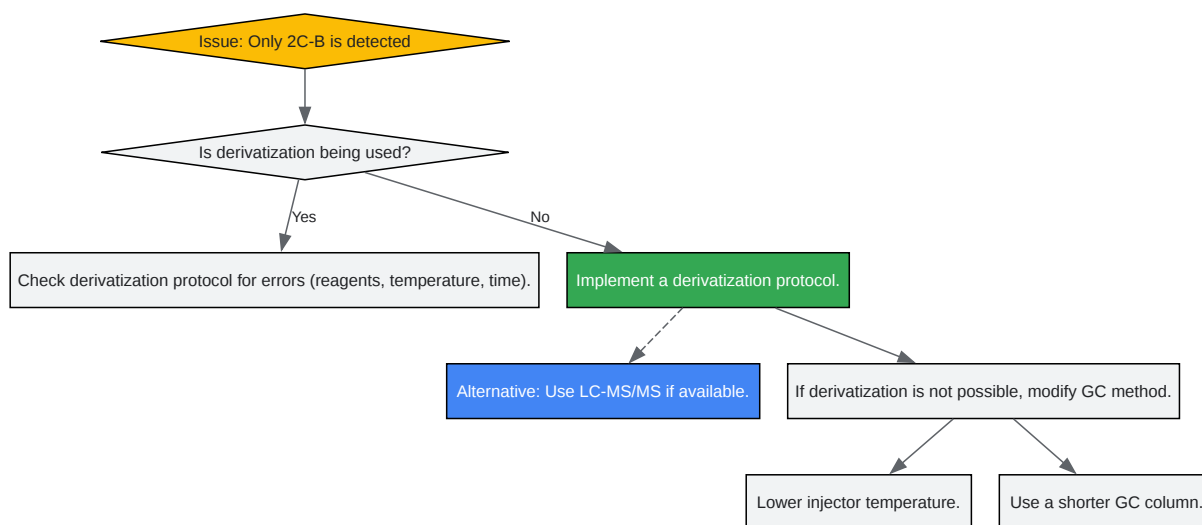 Issue: Only 2C-B is detected
Is derivatization being used?
Yes
No
Check derivatization protocol for errors (reagents, temperature, time).
Implement a derivatization protocol.
Alternative: Use LC-MS/MS if available.
If derivatization is not possible, modify GC method.
Lower injector temperature.
Use a shorter GC column.